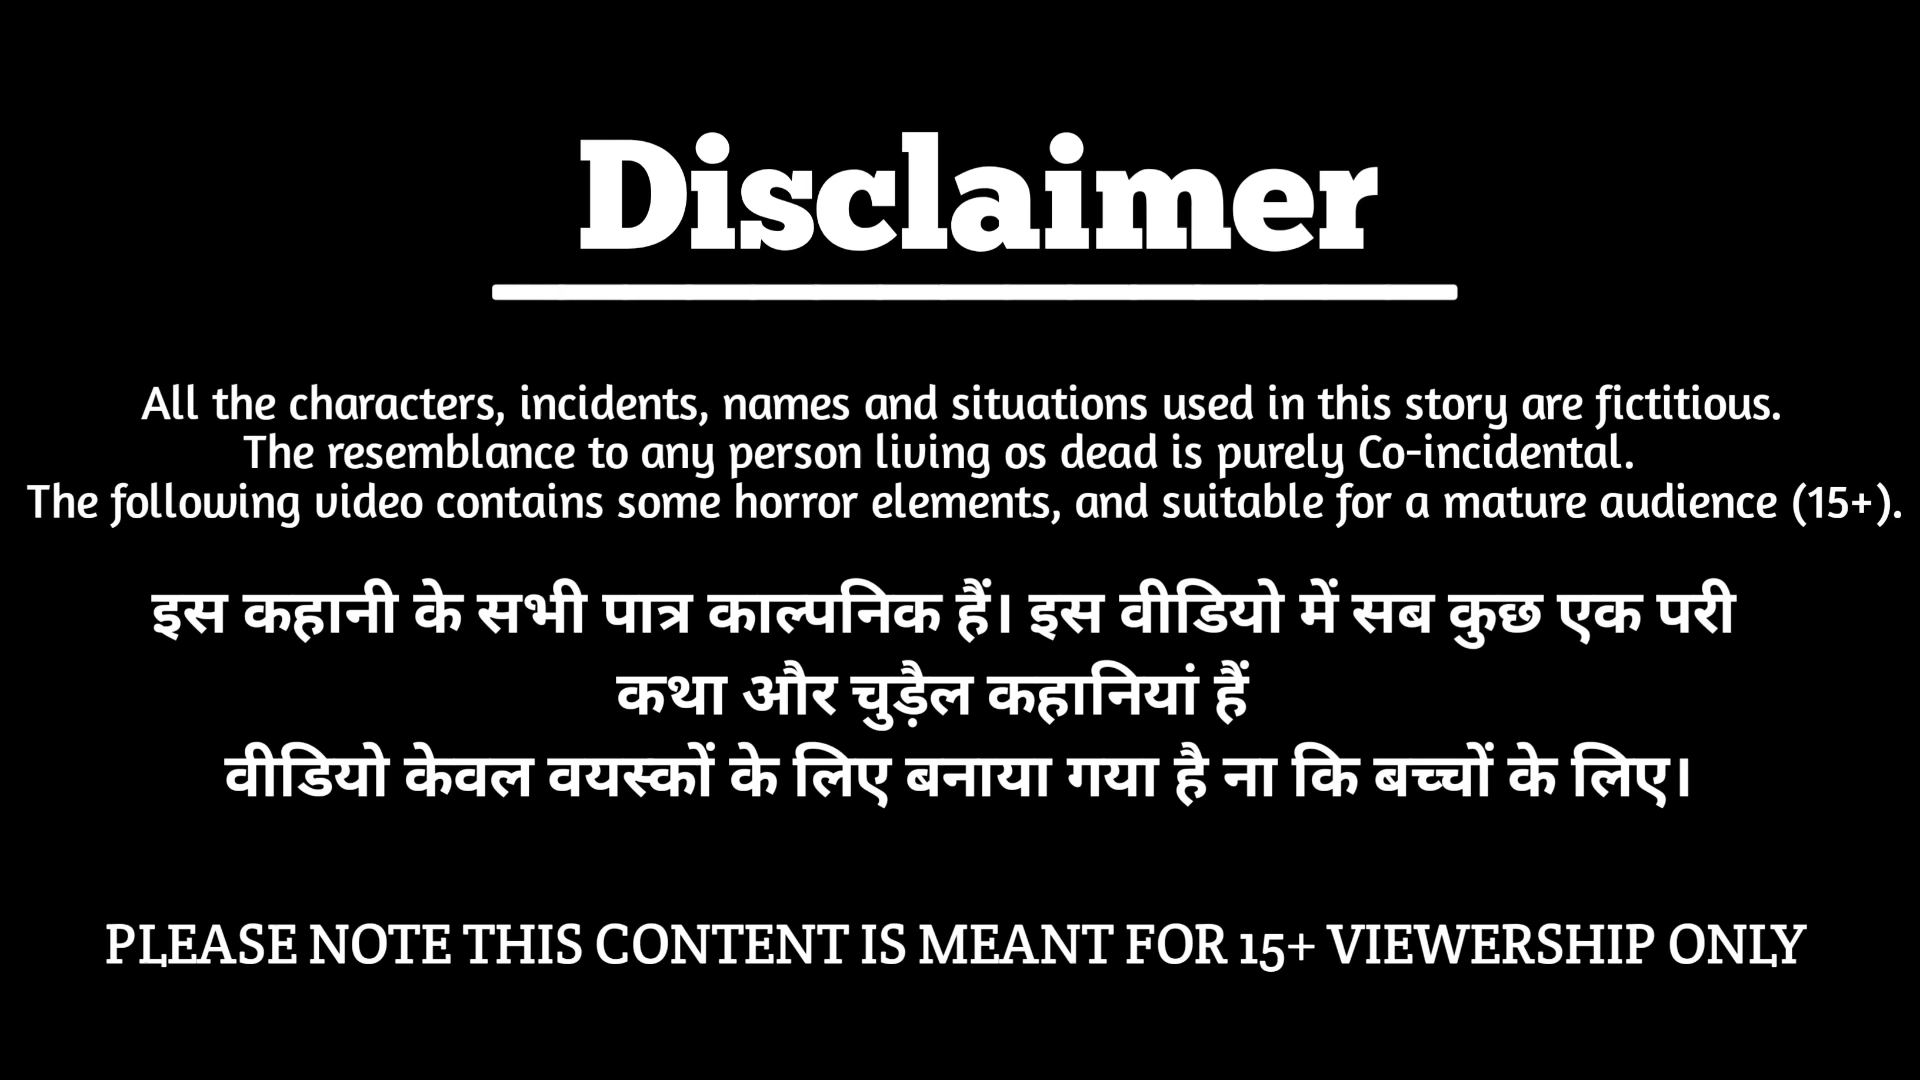 Disclaimer
All the characters, incidents, names and situations used in this story are fictitious.
The resemblance to any person living os dead is purely Co-incidental.
The following video contains some horror elements, and suitable for a mature audience (15+).
इस कहानी के सभी पात्र काल्पनिक हैं। इस वीडियो में सब कुछ एक परी
कथा और चुड़ैल कहानियां हैं
वीडियो केवल वयस्कों के लिए बनाया गया है ना कि बच्चों के लिए।
PLEASE NOTE THIS CONTENT IS MEANT FOR 15+ VIEWERSHIP ONLY